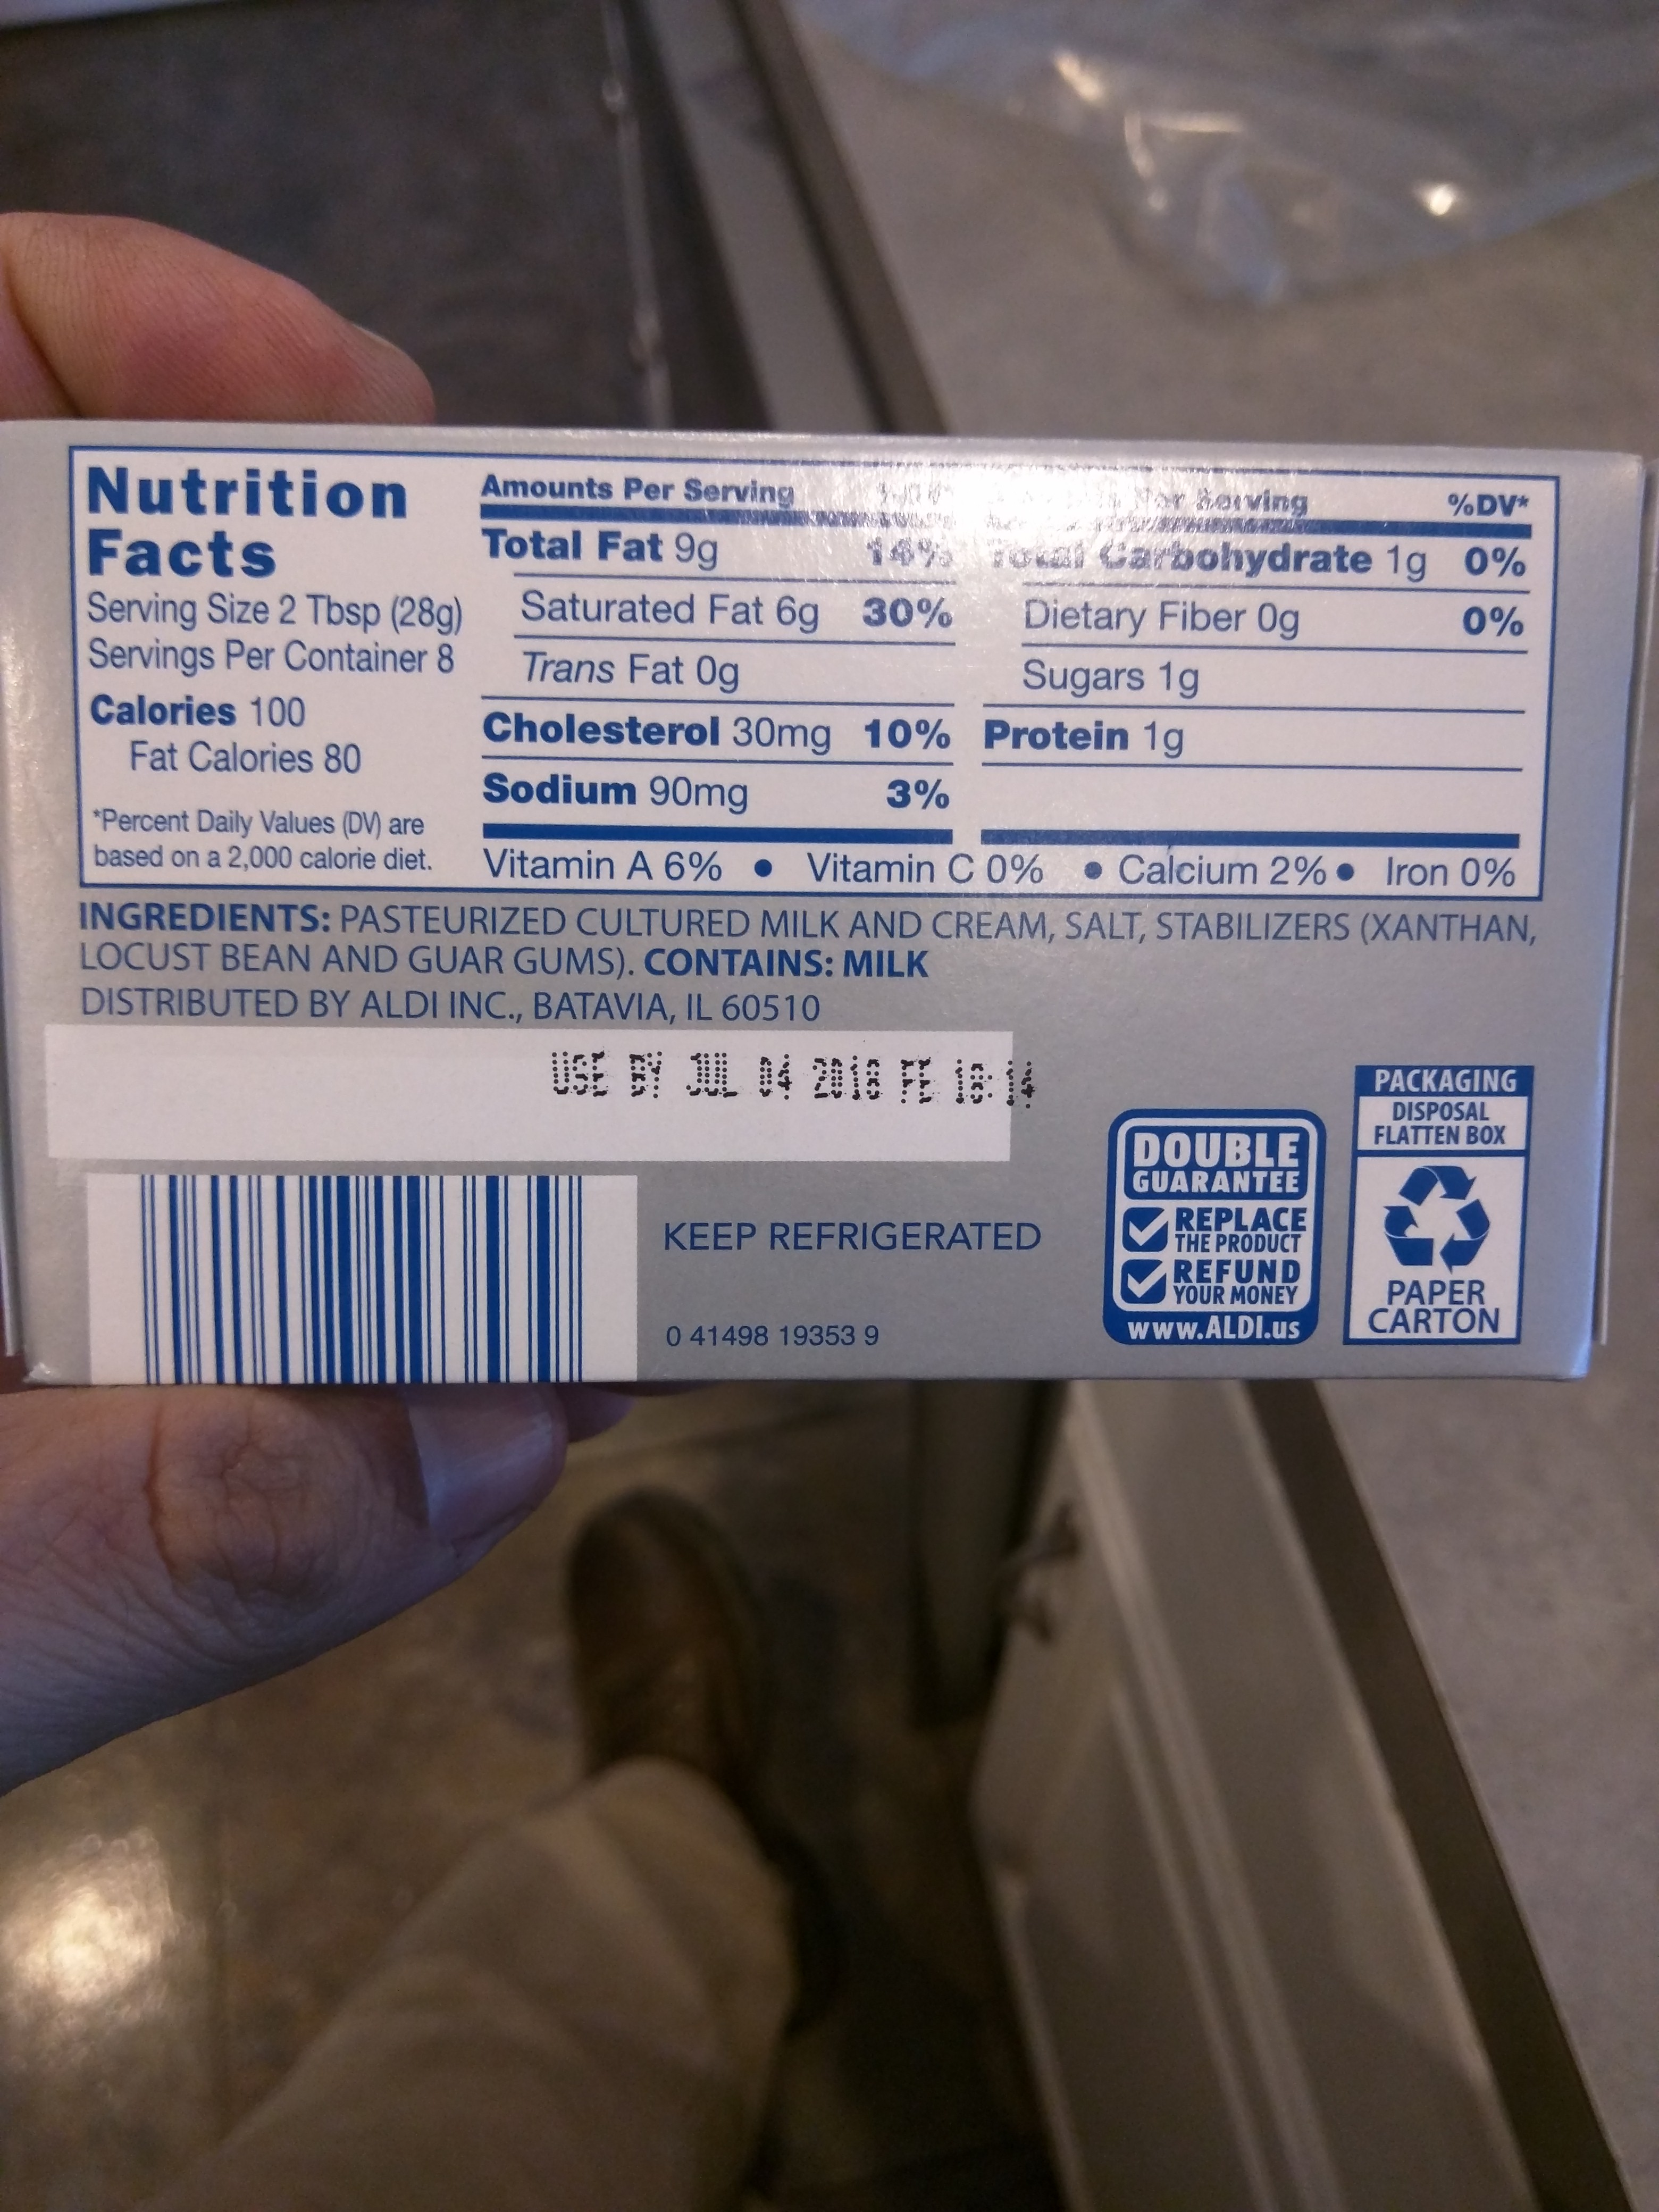 Nutrition
Facts
Serving Size 2 Tbsp (28g)
Servings Per Container 8
Calories 100
Fat Calories 80
*Percent Daily Values (DV) are
based on a 2,000 calorie diet.
Amounts Per Serving
Total Fat 9g 14%
Saturated Fat 6g 30%
Trans Fat 0g
Cholesterol 30mg 10%
Sodium 90mg 3%
Per Serving %DV*
Total Carbohydrate 1g 0%
Dietary Fiber 0g 0%
Sugars 1g
Protein 1g
Vitamin A 6% • Vitamin C 0% • Calcium 2% • Iron 0%
INGREDIENTS: PASTEURIZED CULTURED MILK AND CREAM, SALT, STABILIZERS (XANTHAN,
LOCUST BEAN AND GUAR GUMS). CONTAINS: MILK
DISTRIBUTED BY ALDI INC., BATAVIA, IL 60510
USE BY JUL 04 2018 FE 18:14
KEEP REFRIGERATED
0 41498 19353 9
DOUBLE
GUARANTEE
REPLACE
THE PRODUCT
REFUND
YOUR MONEY
www.ALDI.us
PACKAGING
DISPOSAL
FLATTEN BOX
PAPER
CARTON